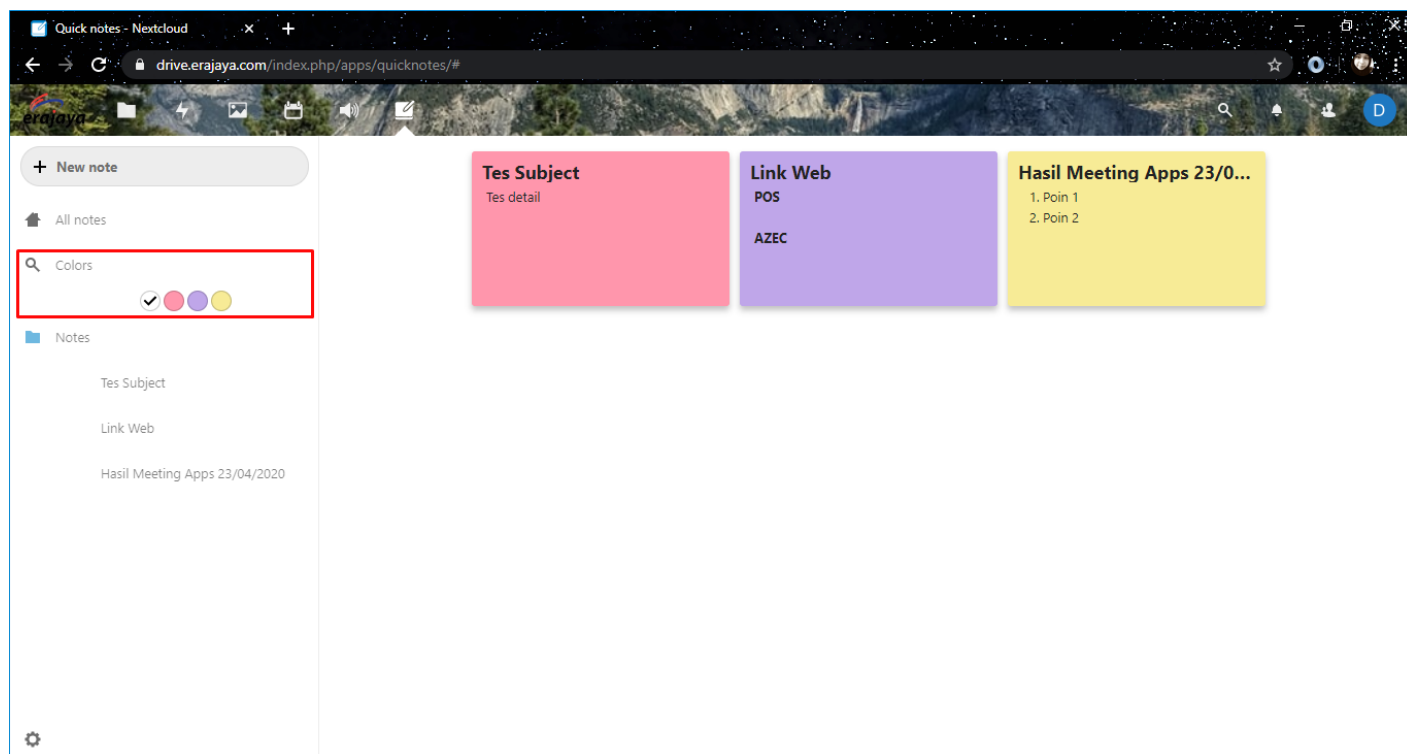 Quick notes - Nextcloud
drive.erajaya.com/index.php/apps/quicknotes/#
erajaya
D
+ New note
All notes
Colors
Notes
Tes Subject
Link Web
Hasil Meeting Apps 23/04/2020
Tes Subject
Tes detail
Link Web
POS
AZEC
Hasil Meeting Apps 23/0...
1. Poin 1
2. Poin 2